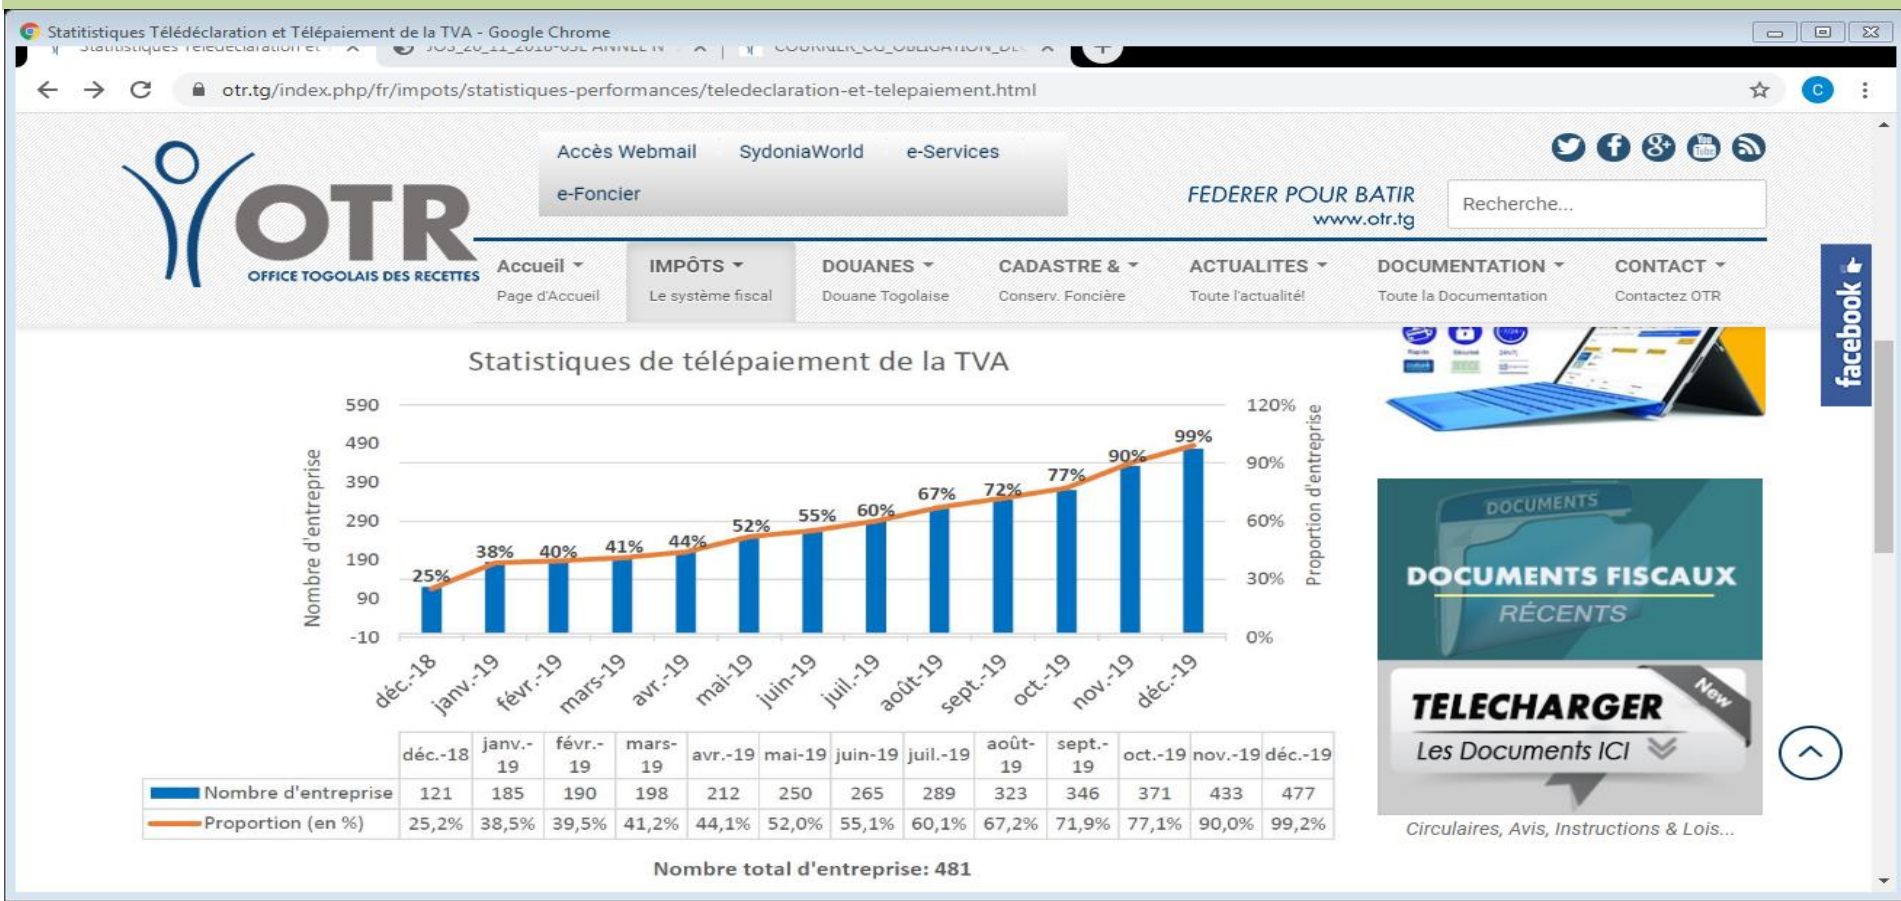 Statitistiques Télédéclaration et Télépaiement de la TVA - Google Chrome
otr.tg/index.php/fr/impots/statistiques-performances/teledeclaration-et-telepaiement.html
C
Accès Webmail SydoniaWorld e-Services
e-Foncier
FEDERER POUR BATIR
www.otr.tg
Recherche...
OTR
OFFICE TOGOLAIS DES RECETTES
Accueil IMPÔTS DOUANES CADASTRE & ACTUALITES DOCUMENTATION CONTACT
Page d'Accueil Le système fiscal Douane Togolaise Conserv. Foncière Toute l'actualité! Toute la Documentation Contactez OTR
facebook
Statistiques de télépaiement de la TVA
590 120%
490
90%
390
290 60%
190
30%
90
-10 0%
Nombre d'entreprise
Proportion d'entreprise
25% 38% 40% 41% 44% 52% 55% 60% 67% 72% 77% 90% 99%
déc.-18 janv.-19 févr.-19 mars-19 avr.-19 mai-19 juin-19 juil.-19 août-19 sept.-19 oct.-19 nov.-19 déc.-19
déc.-18 janv.-19 févr.-19 mars-19 avr.-19 mai-19 juin-19 juil.-19 août-19 sept.-19 oct.-19 nov.-19 déc.-19
Nombre d'entreprise 121 185 190 198 212 250 265 289 323 346 371 433 477
Proportion (en %) 25,2% 38,5% 39,5% 41,2% 44,1% 52,0% 55,1% 60,1% 67,2% 71,9% 77,1% 90,0% 99,2%
Nombre total d'entreprise: 481
DOCUMENTS
DOCUMENTS FISCAUX
RÉCENTS
New
TELECHARGER
Les Documents ICI
Circulaires, Avis, Instructions & Lois...